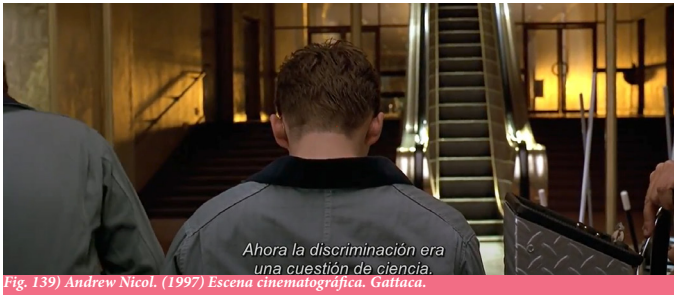 Ahora la discriminación era
una cuestión de ciencia.
Fig. 139) Andrew Nicol. (1997) Escena cinematográfica. Gattaca.